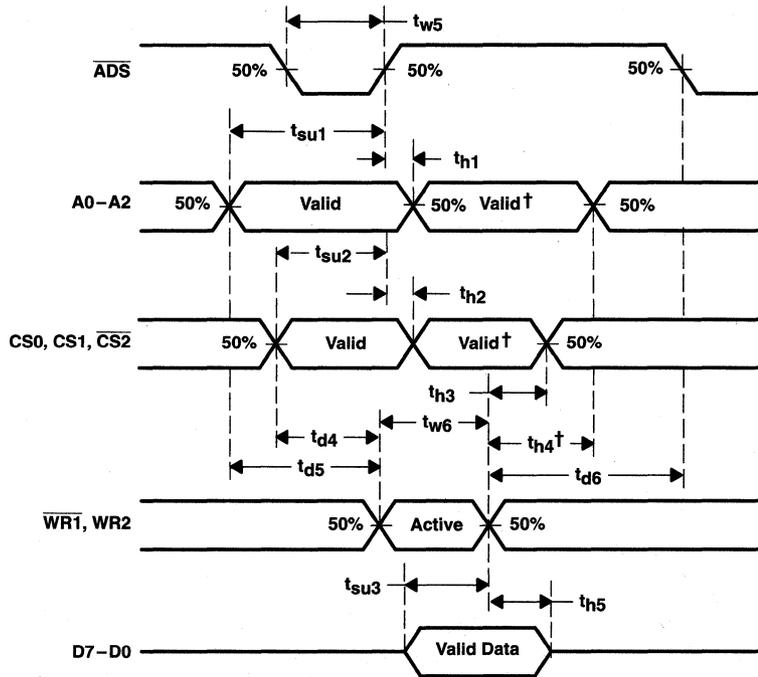 tw5
ADS 50% 50% 50%
tsu1
th1
A0–A2 50% Valid 50% Valid† 50%
tsu2
th2
CS0, CS1, CS2 50% Valid Valid† 50%
th3
tw6
td4 th4†
td5 td6
WR1, WR2 50% Active 50%
tsu3
th5
D7–D0 Valid Data